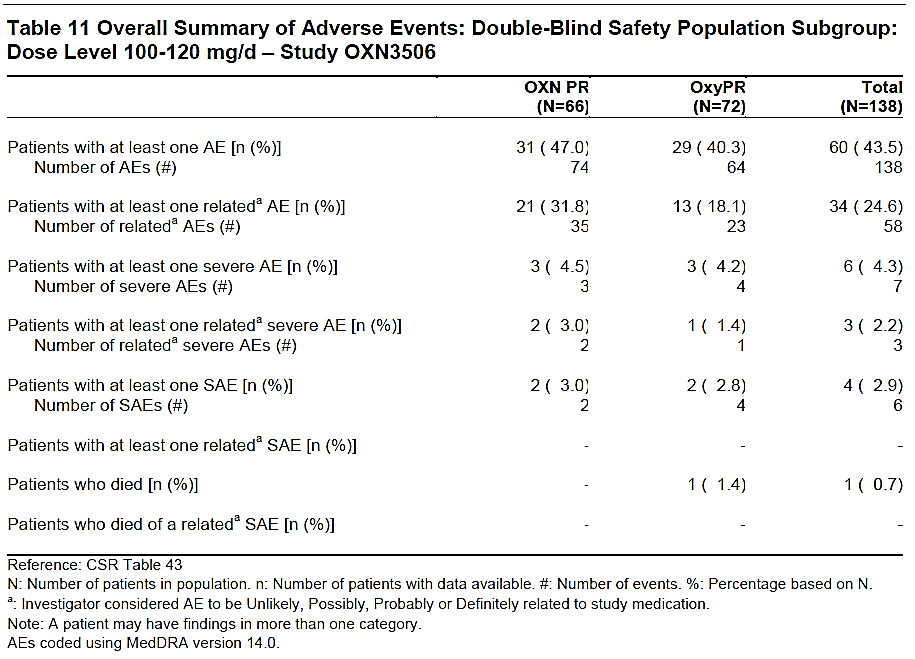 Table 11 Overall Summary of Adverse Events: Double-Blind Safety Population Subgroup:
Dose Level 100-120 mg/d – Study OXN3506
OXN PR OxyPR Total
(N=66) (N=72) (N=138)
Patients with at least one AE [n (%)] 31 ( 47.0) 29 ( 40.3) 60 ( 43.5)
Number of AEs (#) 74 64 138
Patients with at least one relatedᵃ AE [n (%)] 21 ( 31.8) 13 ( 18.1) 34 ( 24.6)
Number of relatedᵃ AEs (#) 35 23 58
Patients with at least one severe AE [n (%)] 3 ( 4.5) 3 ( 4.2) 6 ( 4.3)
Number of severe AEs (#) 3 4 7
Patients with at least one relatedᵃ severe AE [n (%)] 2 ( 3.0) 1 ( 1.4) 3 ( 2.2)
Number of relatedᵃ severe AEs (#) 2 1 3
Patients with at least one SAE [n (%)] 2 ( 3.0) 2 ( 2.8) 4 ( 2.9)
Number of SAEs (#) 2 4 6
Patients with at least one relatedᵃ SAE [n (%)] - - -
Patients who died [n (%)] - 1 ( 1.4) 1 ( 0.7)
Patients who died of a relatedᵃ SAE [n (%)] - - -
Reference: CSR Table 43
N: Number of patients in population. n: Number of patients with data available. #: Number of events. %: Percentage based on N.
ᵃ: Investigator considered AE to be Unlikely, Possibly, Probably or Definitely related to study medication.
Note: A patient may have findings in more than one category.
AEs coded using MedDRA version 14.0.